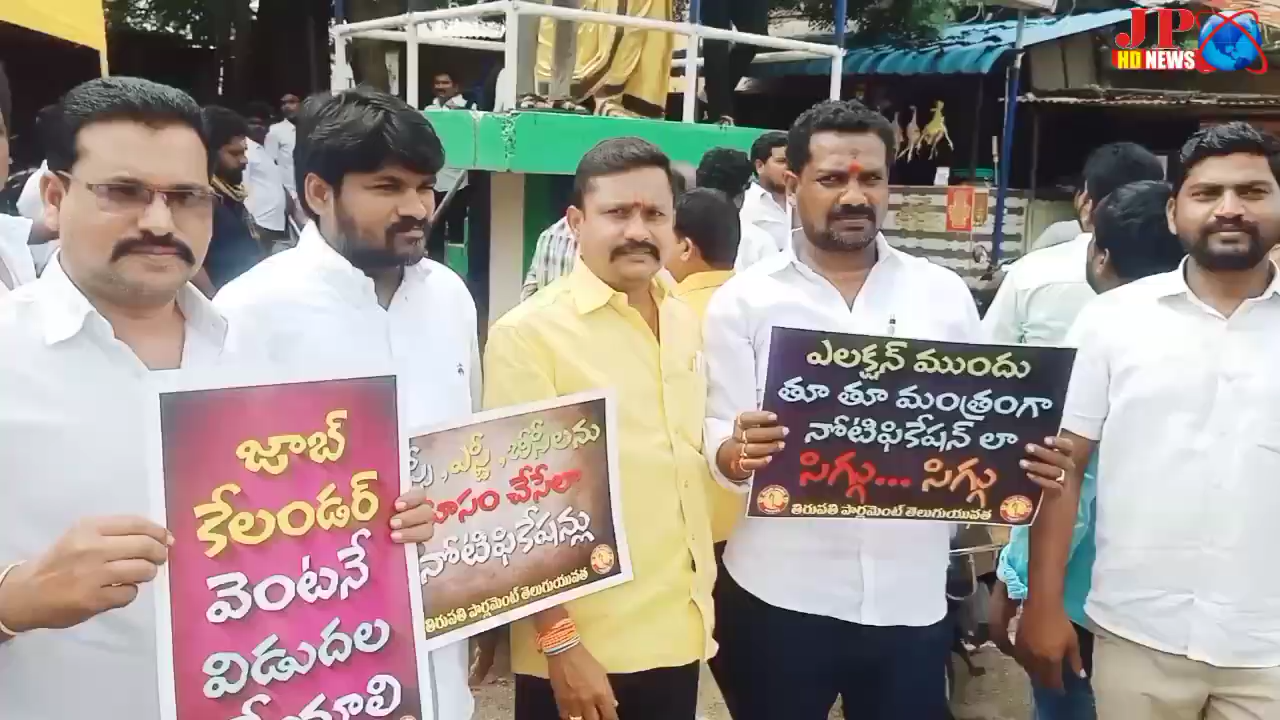 JP
HD NEWS
జాబ్
కేలండర్
వెంటనే
విడుదల
ఎస్టీ, బీసీలను
మోసం చేసేలా
నోటిఫికేషన్లు
తిరుపతి పార్లమెంట్ తెలుగుయువత
ఎలక్షన్ ముందు
తూ తూ మంత్రంగా
నోటిఫికేషన్ లా
సిగ్గు... సిగ్గు
తిరుపతి పార్లమెంట్ తెలుగుయువత